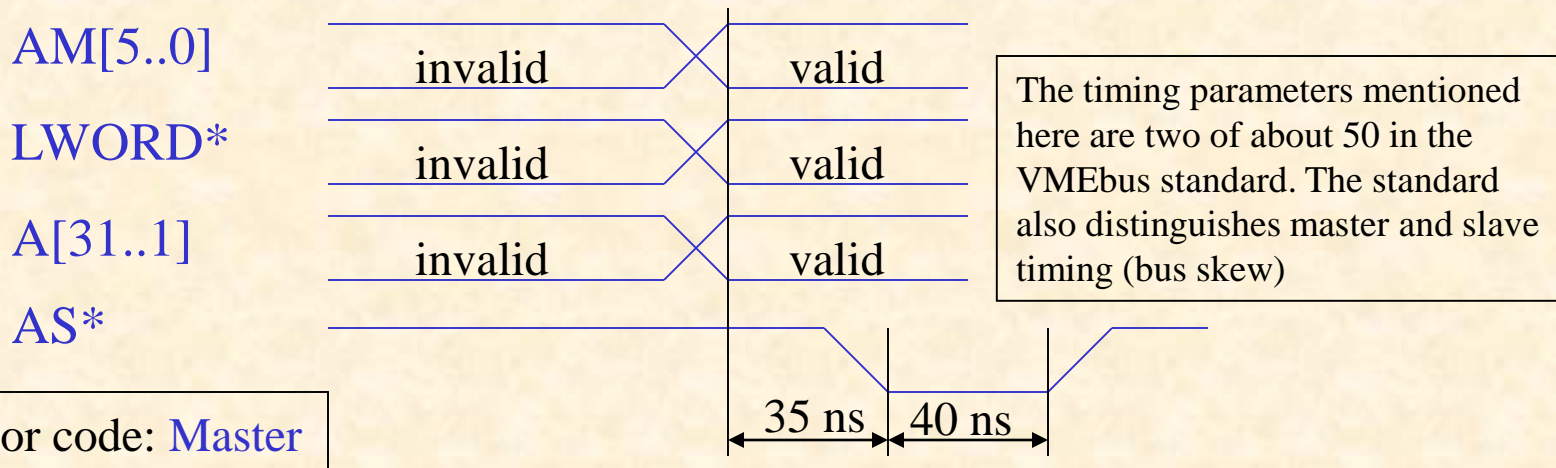 AM[5..0]
invalid
valid
LWORD*
invalid
valid
A[31..1]
invalid
valid
AS*
The timing parameters mentioned
here are two of about 50 in the
VMEbus standard. The standard
also distinguishes master and slave
timing (bus skew)
35 ns
40 ns
or code: Master